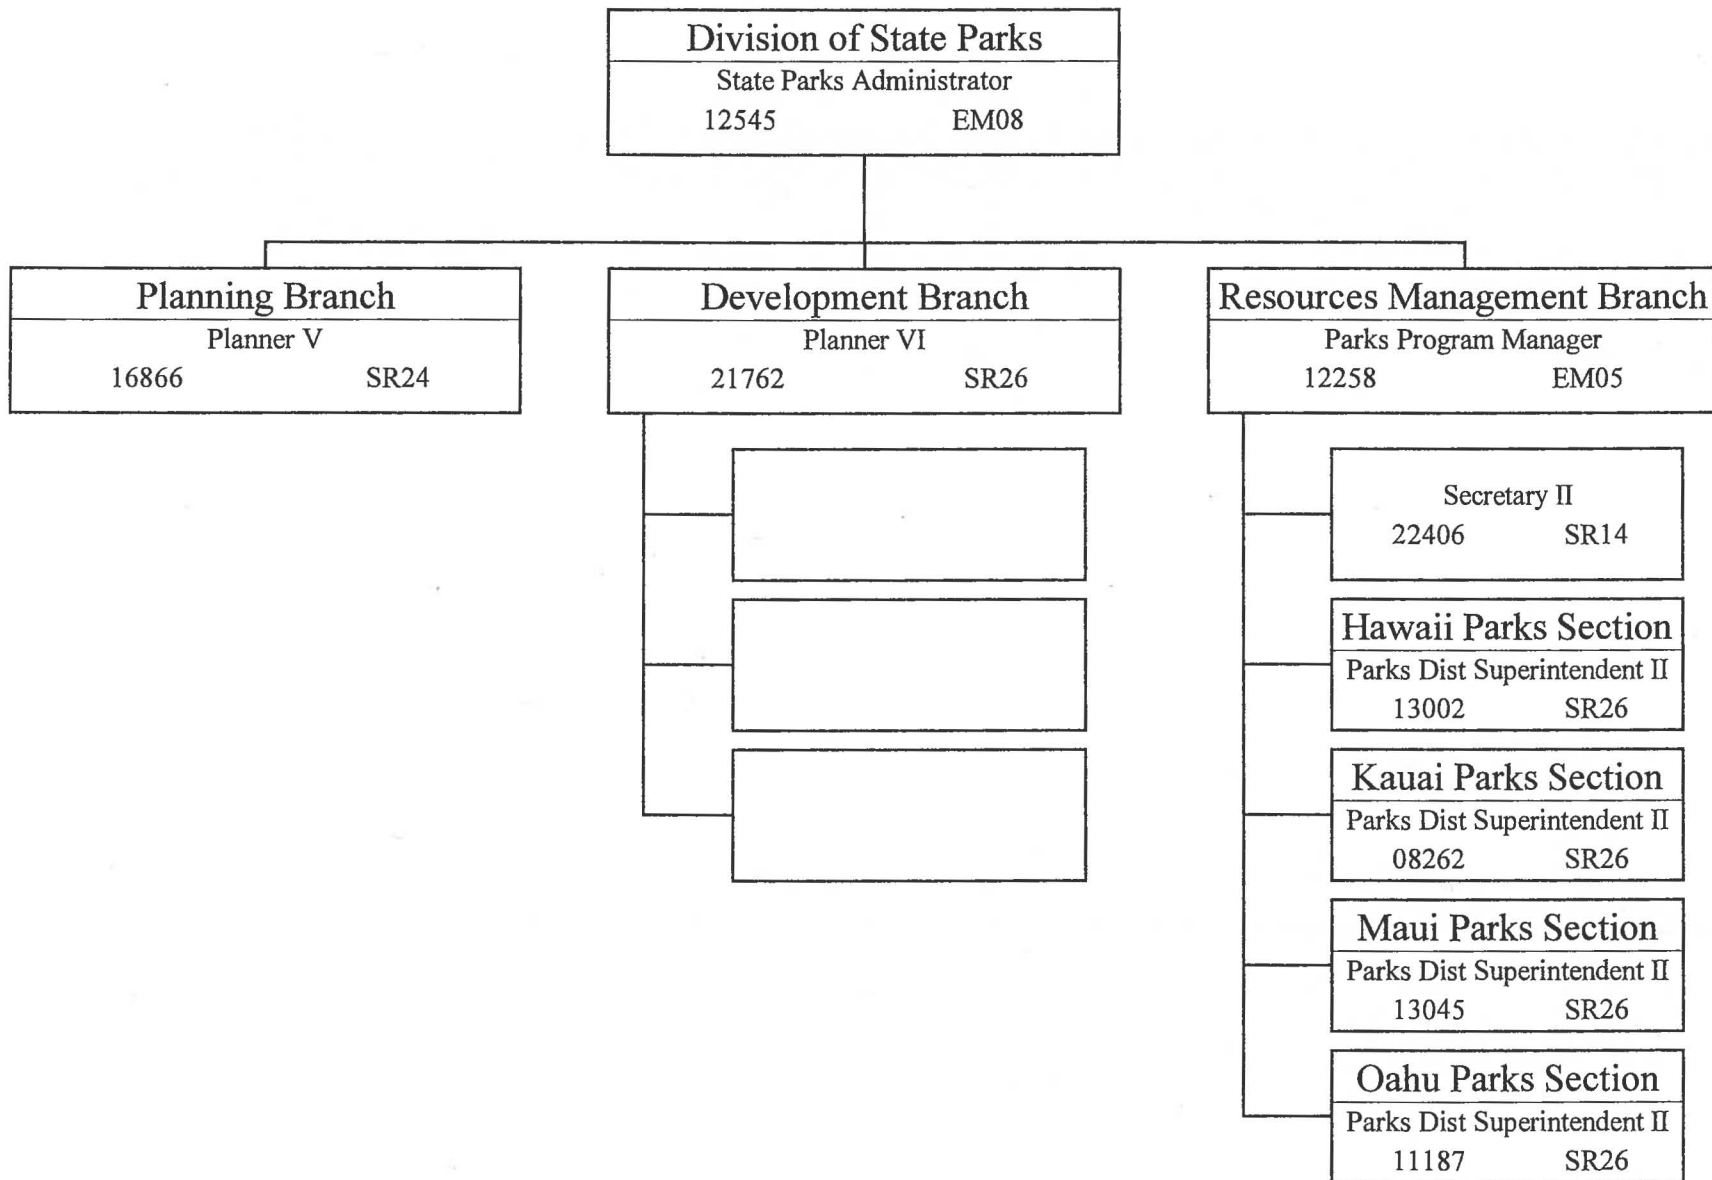 Division of State Parks
State Parks Administrator
12545 EM08
Planning Branch
Planner V
16866 SR24
Development Branch
Planner VI
21762 SR26
Resources Management Branch
Parks Program Manager
12258 EM05
Secretary II
22406 SR14
Hawaii Parks Section
Parks Dist Superintendent II
13002 SR26
Kauai Parks Section
Parks Dist Superintendent II
08262 SR26
Maui Parks Section
Parks Dist Superintendent II
13045 SR26
Oahu Parks Section
Parks Dist Superintendent II
11187 SR26